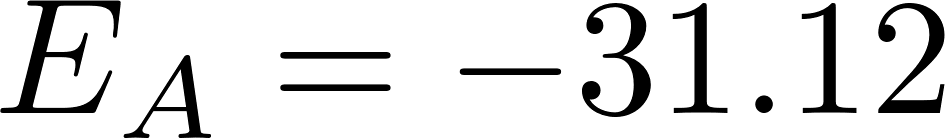 E_A = −31.12